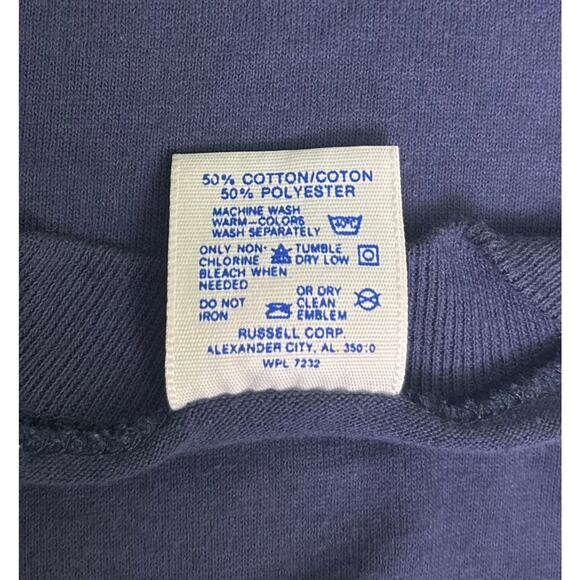 50% COTTON/COTON
50% POLYESTER
MACHINE WASH
WARM-COLORS
WASH SEPARATELY
ONLY NON-
CHLORINE
BLEACH WHEN
NEEDED
TUMBLE
DRY LOW
DO NOT
IRON
OR DRY
CLEAN
EMBLEM
RUSSELL CORP.
ALEXANDER CITY, AL. 35010
WPL 7232